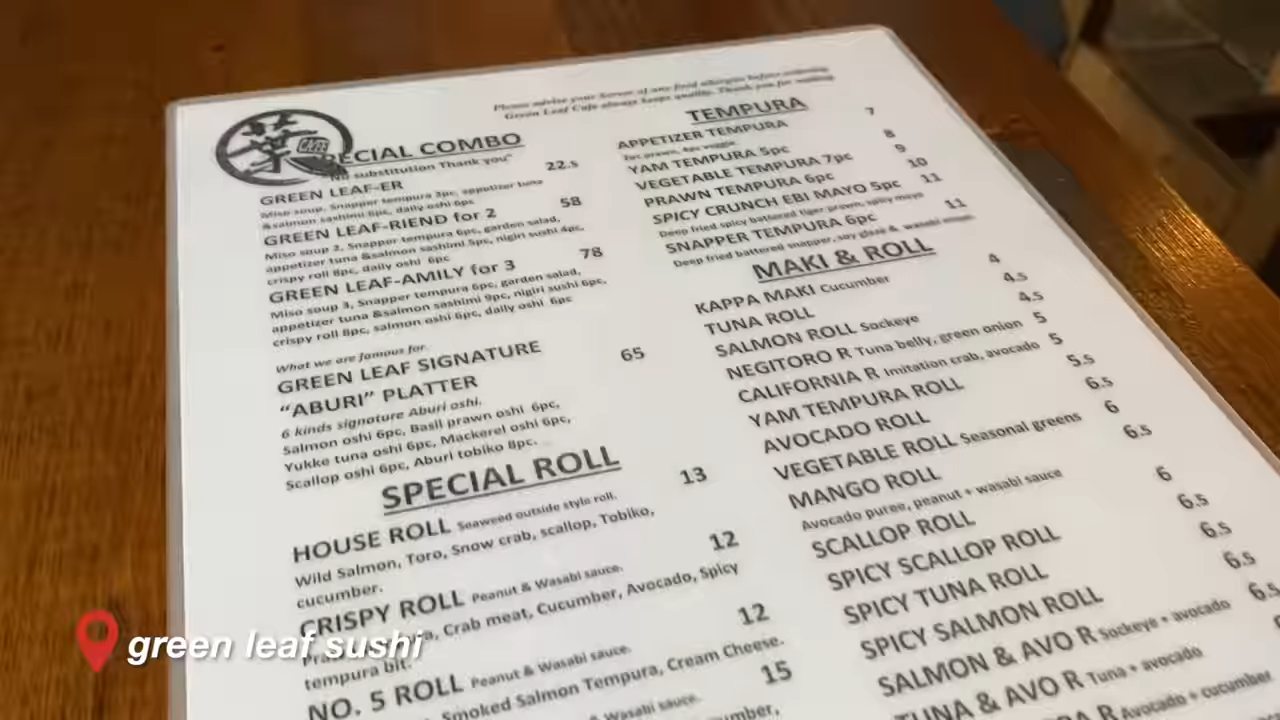 Please advise your Server of any food allergies before ordering
Green Leaf Cafe always keeps quality. Thank you for waiting
菜
CAFE
SPECIAL COMBO
No substitution Thank you"
GREEN LEAF-ER 22.5
Miso soup, Snapper tempura 3pc, appetizer tuna
&salmon sashimi 6pc, daily oshi 6pc
GREEN LEAF-RIEND for 2 58
Miso soup 2, Snapper tempura 6pc, garden salad,
appetizer tuna &salmon sashimi 5pc, nigiri sushi 4pc,
crispy roll 8pc, daily oshi 6pc
GREEN LEAF-AMILY for 3 78
Miso soup 3, Snapper tempura 6pc, garden salad,
appetizer tuna &salmon sashimi 9pc, nigiri sushi 6pc,
crispy roll 8pc, salmon oshi 6pc, daily oshi 6pc
What we are famous for.
GREEN LEAF SIGNATURE 65
"ABURI" PLATTER
6 kinds signature Aburi oshi.
Salmon oshi 6pc, Basil prawn oshi 6pc,
Yukke tuna oshi 6pc, Mackerel oshi 6pc,
Scallop oshi 6pc, Aburi tobiko 8pc.
SPECIAL ROLL
HOUSE ROLL Seaweed outside style roll. 13
Wild Salmon, Toro, Snow crab, scallop, Tobiko,
cucumber.
CRISPY ROLL Peanut & Wasabi sauce. 12
Crab meat, Cucumber, Avocado, Spicy
tempura bit.
NO. 5 ROLL Peanut & Wasabi sauce. 12
Smoked Salmon Tempura, Cream Cheese.
& Wasabi sauce. 15
TEMPURA
APPETIZER TEMPURA 7
2pc prawn, 4pc veggie
YAM TEMPURA 5pc 8
VEGETABLE TEMPURA 7pc 9
PRAWN TEMPURA 6pc 10
SPICY CRUNCH EBI MAYO 5pc 11
Deep fried spicy battered tiger prawn, spicy mayo
SNAPPER TEMPURA 6pc 11
Deep fried battered snapper, soy glaze & wasabi onion
MAKI & ROLL
KAPPA MAKI Cucumber 4
TUNA ROLL 4.5
SALMON ROLL Sockeye 4.5
NEGITORO R Tuna belly, green onion 5
CALIFORNIA R Imitation crab, avocado 5
YAM TEMPURA ROLL 5.5
AVOCADO ROLL 6.5
VEGETABLE ROLL Seasonal greens 6
MANGO ROLL 6.5
Avocado puree, peanut + wasabi sauce
SCALLOP ROLL 6
SPICY SCALLOP ROLL 6.5
SPICY TUNA ROLL 6.5
SPICY SALMON ROLL 6.5
SALMON & AVO R Sockeye + avocado 6.5
TUNA & AVO R Tuna + avocado
R Avocado + cucumber
green leaf sushi